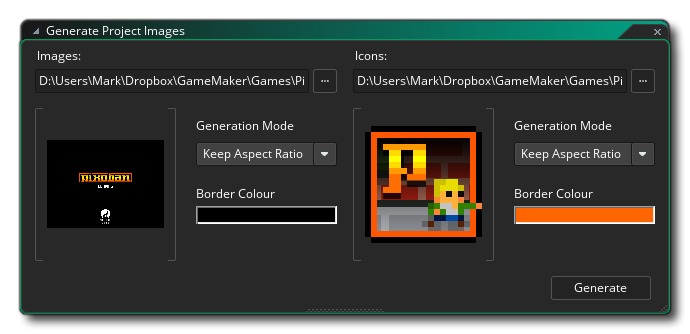 Generate Project Images
Images:
Icons:
D:\Users\Mark\Dropbox\GameMaker\Games\Pi
...
D:\Users\Mark\Dropbox\GameMaker\Games\Pi
...
Generation Mode
Keep Aspect Ratio
Border Colour
Generation Mode
Keep Aspect Ratio
Border Colour
pixoban
P
Generate